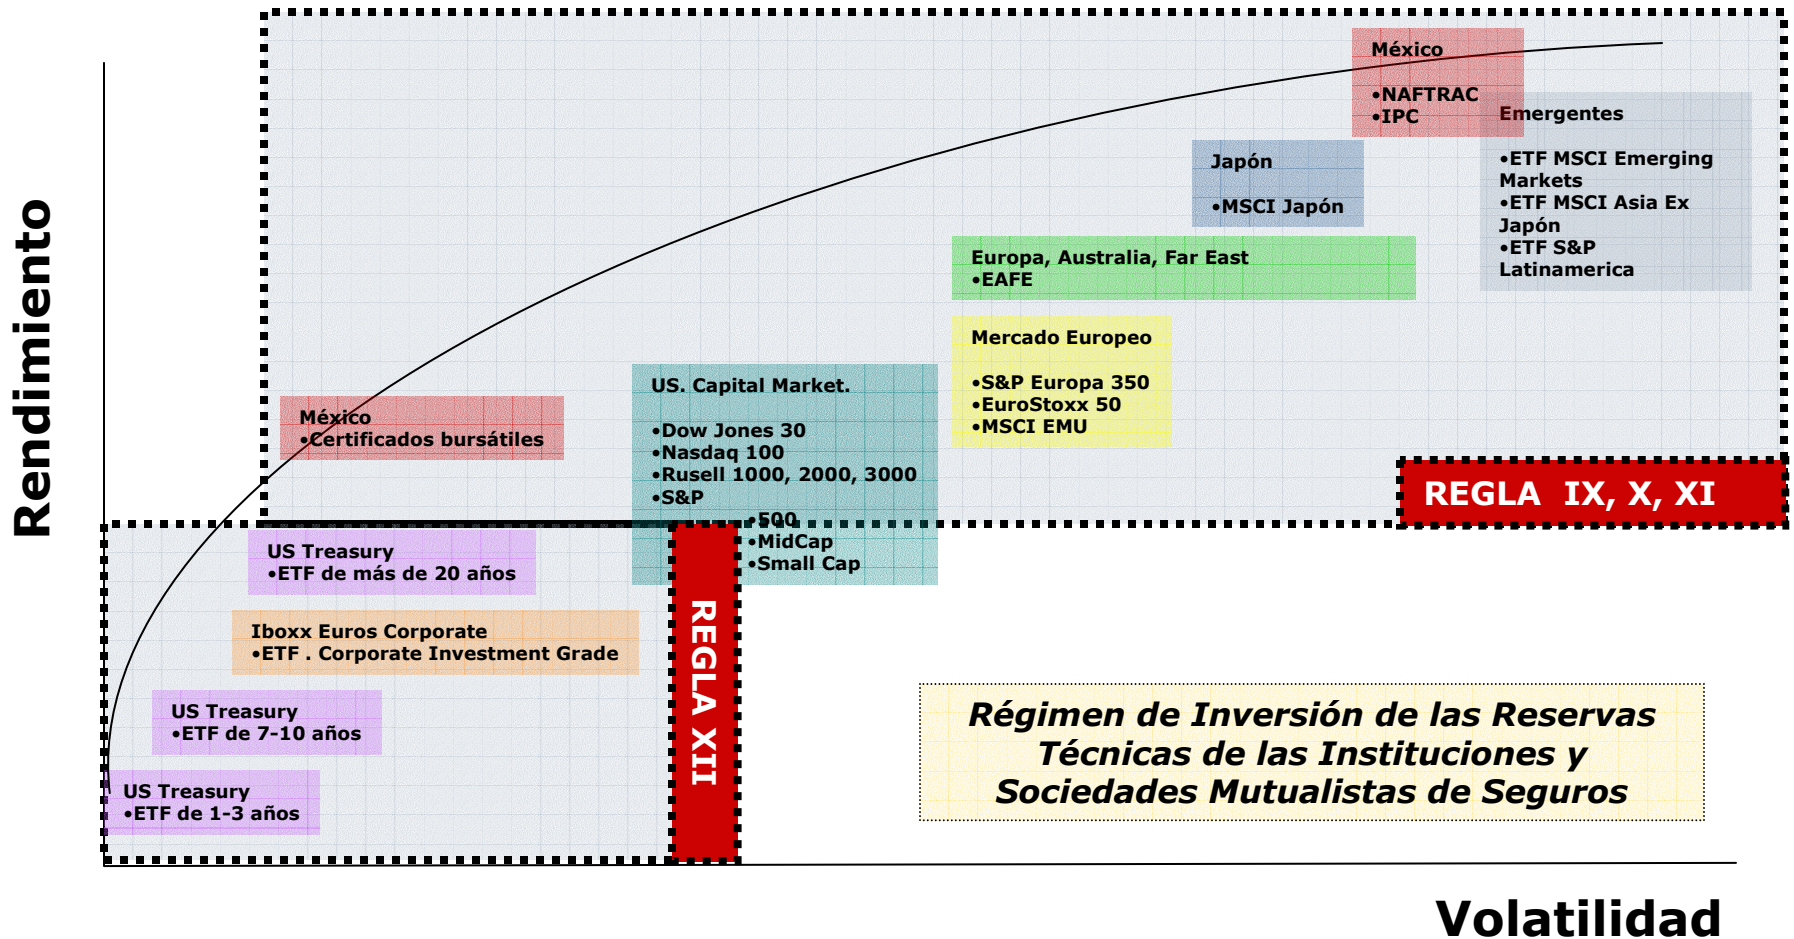 Rendimiento
México
•NAFTRAC
•IPC
Emergentes
•ETF MSCI Emerging
Markets
•ETF MSCI Asia Ex
Japón
•ETF S&P
Latinamerica
Japón
•MSCI Japón
Europa, Australia, Far East
•EAFE
Mercado Europeo
•S&P Europa 350
•EuroStoxx 50
•MSCI EMU
US. Capital Market.
•Dow Jones 30
•Nasdaq 100
•Rusell 1000, 2000, 3000
•S&P
•500
•MidCap
•Small Cap
México
•Certificados bursátiles
REGLA IX, X, XI
US Treasury
•ETF de más de 20 años
Iboxx Euros Corporate
•ETF . Corporate Investment Grade
US Treasury
•ETF de 7-10 años
US Treasury
•ETF de 1-3 años
REGLA XII
Régimen de Inversión de las Reservas
Técnicas de las Instituciones y
Sociedades Mutualistas de Seguros
Volatilidad